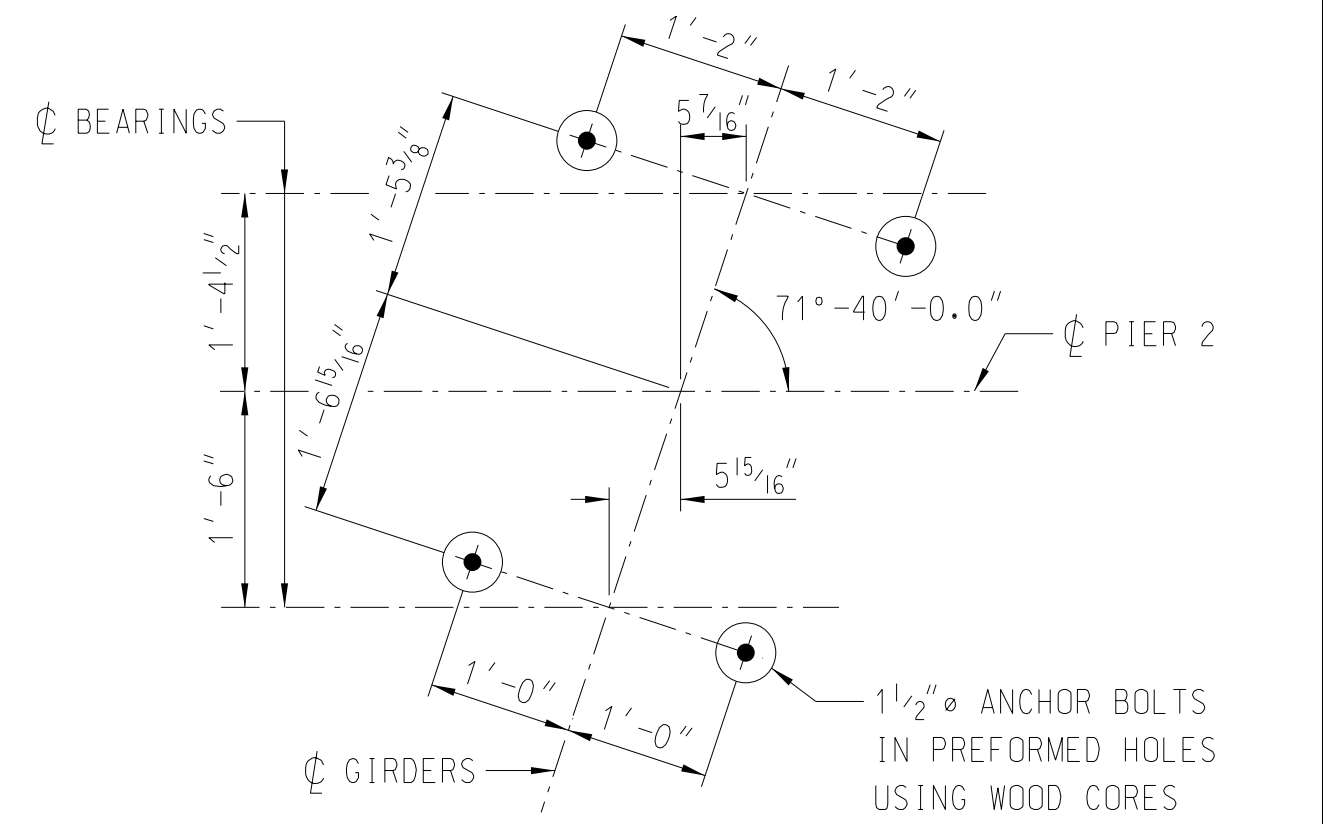 1'-2"
1'-2"
5 7/16"
℄ BEARINGS
1'-5 3/8"
1'-4 1/2"
71°-40'-0.0"
℄ PIER 2
1'-6 15/16"
1'-6"
5 15/16"
1'-0"
1'-0"
℄ GIRDERS
1 1/2"ø ANCHOR BOLTS
IN PREFORMED HOLES
USING WOOD CORES